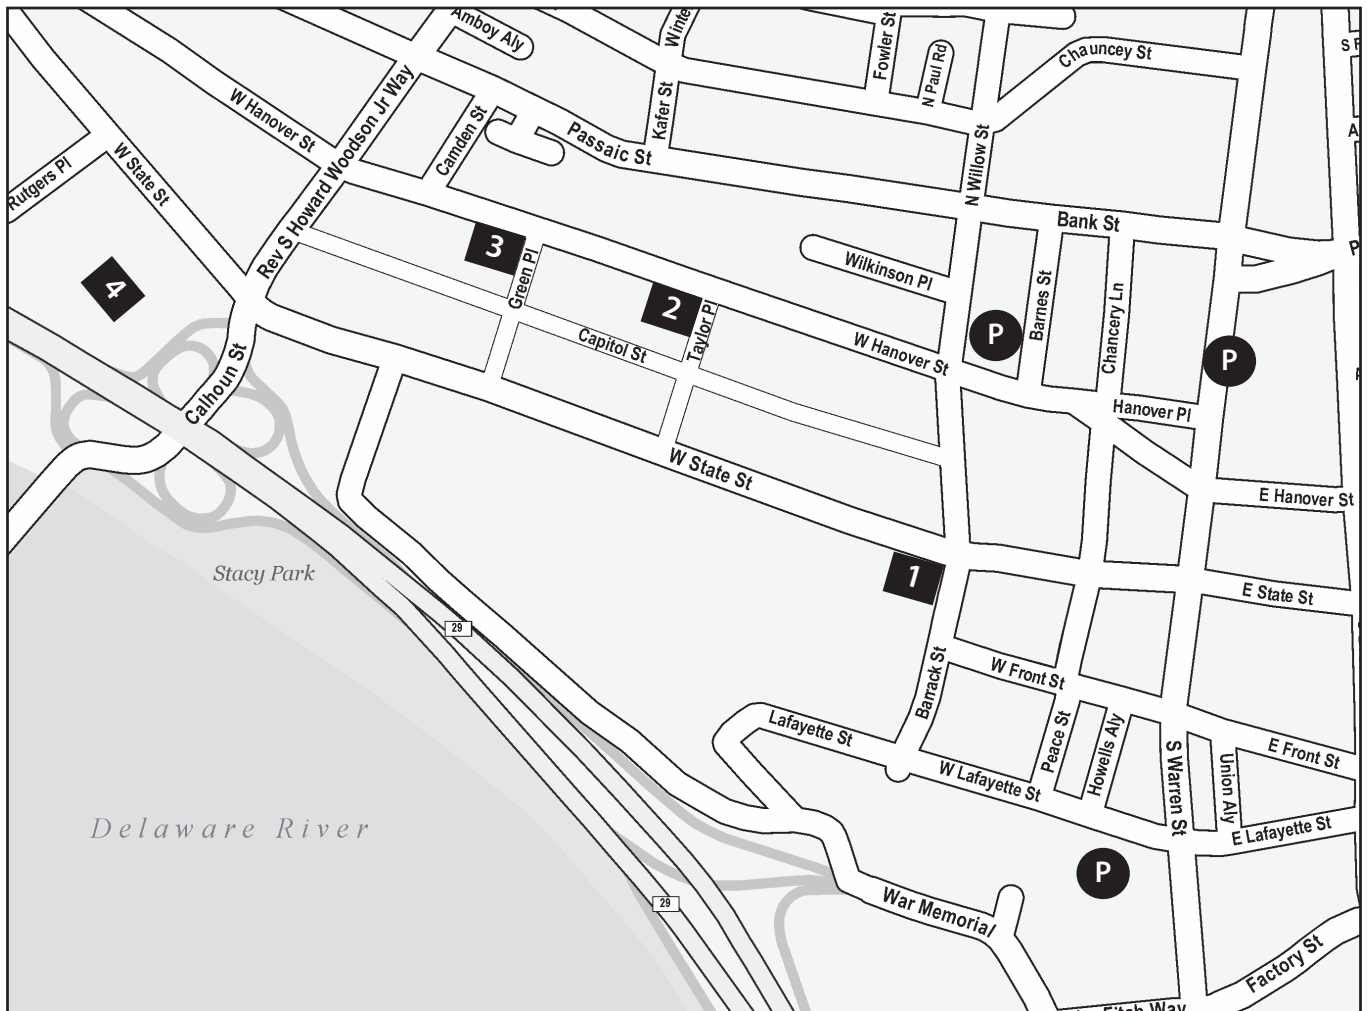 Amboy Aly
Fowler St
N Paul Rd
Chauncey St
W Hanover St
Rev S Howard Woodson Jr Way
Camden St
Passaic St
Kafer St
N Willow St
Rutgers Pl
W State St
Bank St
3
Green Pl
Wilkinson Pl
4
2
Taylor Pl
Capitol St
W Hanover St
P
Barnes St
Chancery Ln
P
Calhoun St
Hanover Pl
W State St
E Hanover St
Stacy Park
1
E State St
29
Barrack St
W Front St
Lafayette St
Peace St
Howells Aly
S Warren St
Union Aly
E Front St
W Lafayette St
Delaware River
E Lafayette St
P
29
War Memorial
Factory St